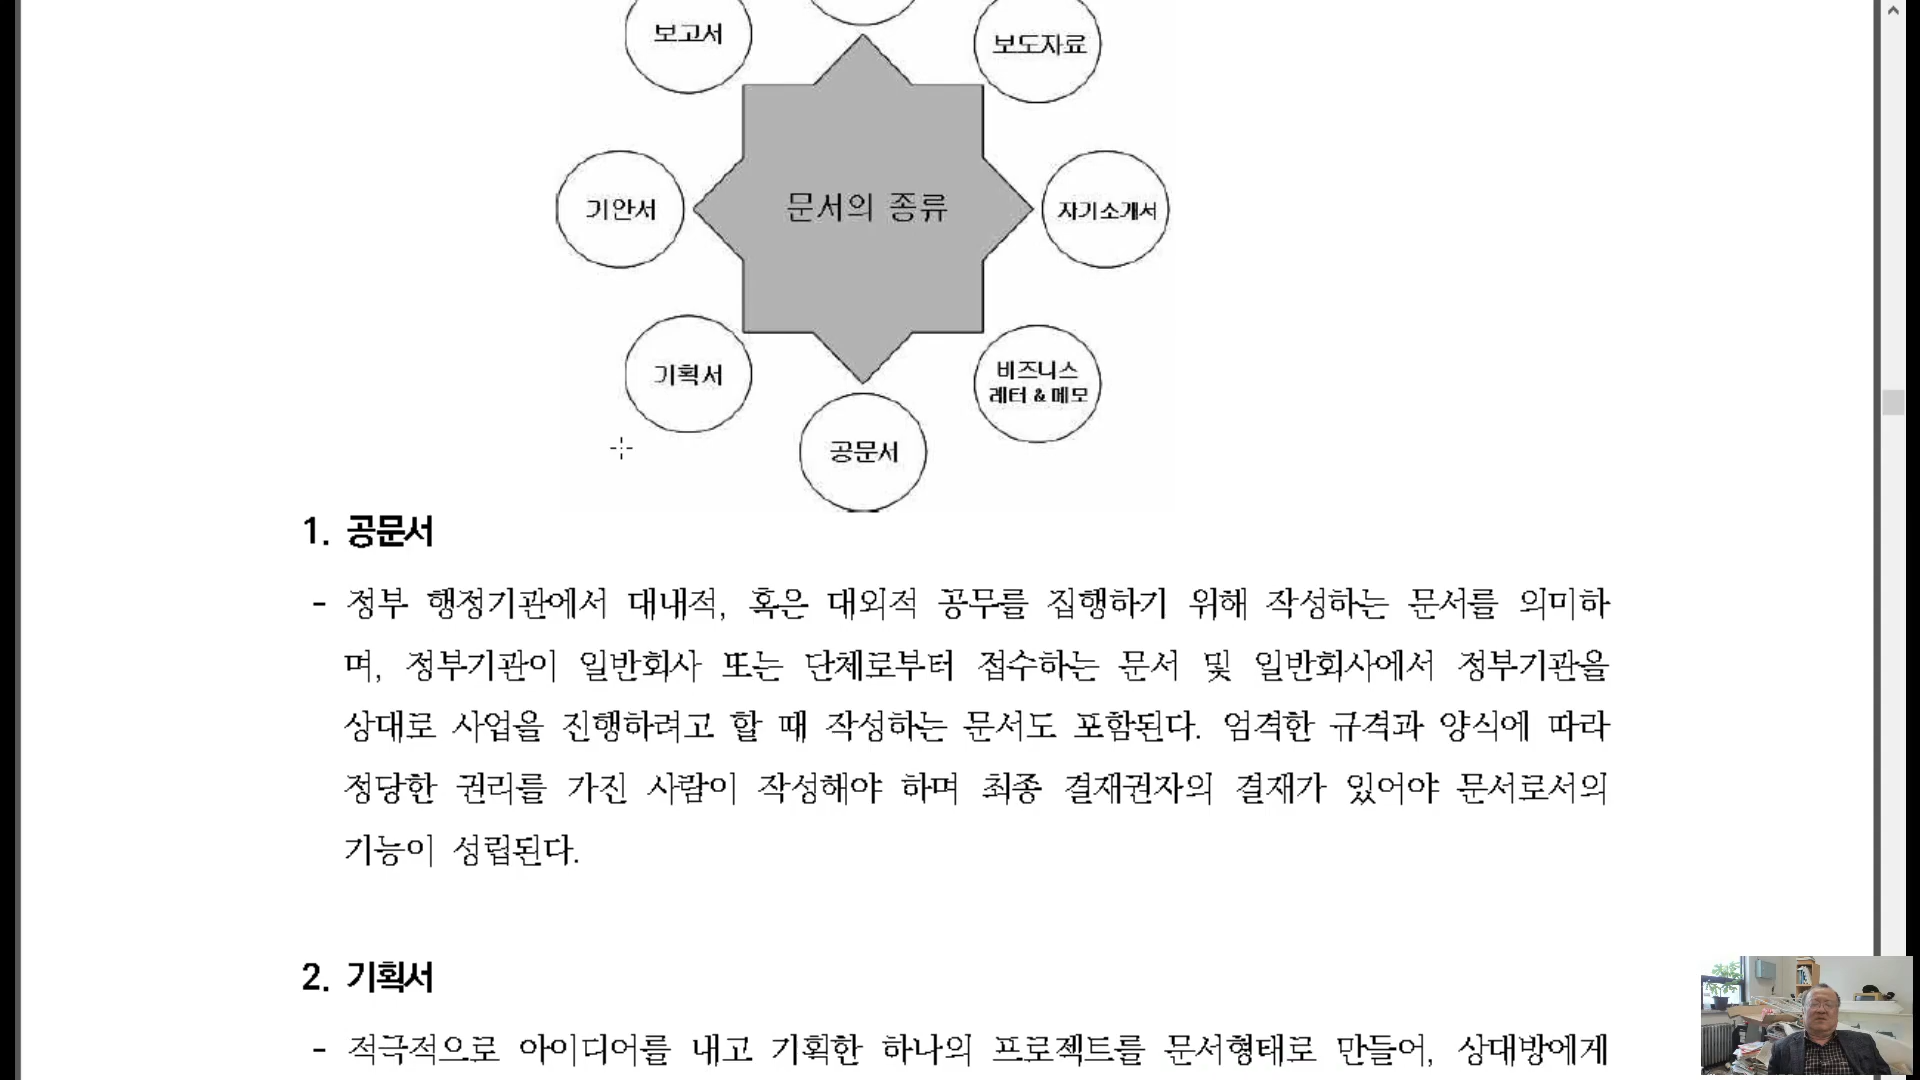 보고서
보도자료
기안서
문서의 종류
자기소개서
기획서
비즈니스
레터 & 메모
공문서
1. 공문서
- 정부 행정기관에서 대내적, 혹은 대외적 공무를 집행하기 위해 작성하는 문서를 의미하
며, 정부기관이 일반회사 또는 단체로부터 접수하는 문서 및 일반회사에서 정부기관을
상대로 사업을 진행하려고 할 때 작성하는 문서도 포함된다. 엄격한 규격과 양식에 따라
정당한 권리를 가진 사람이 작성해야 하며 최종 결재권자의 결재가 있어야 문서로서의
기능이 성립된다.
2. 기획서
- 적극적으로 아이디어를 내고 기획한 하나의 프로젝트를 문서형태로 만들어, 상대방에게